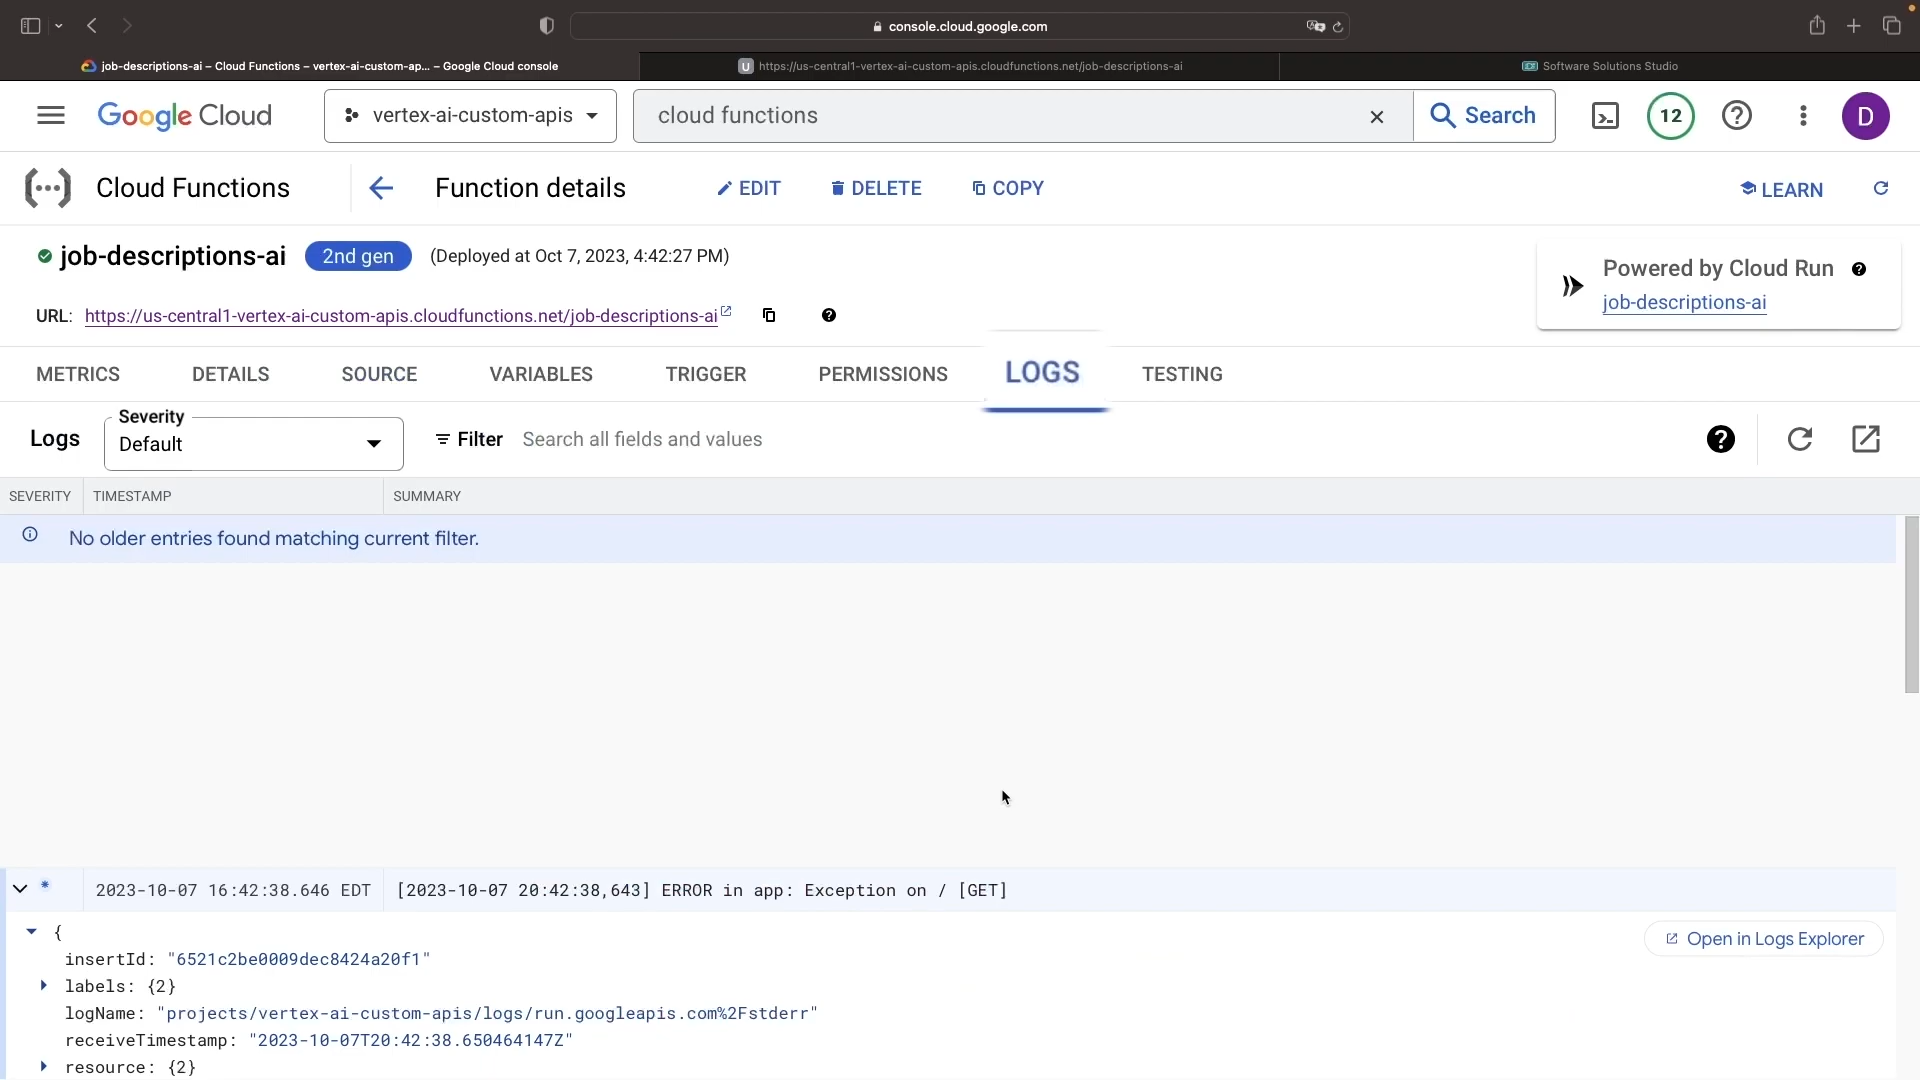 console.cloud.google.com
job-descriptions-ai – Cloud Functions – vertex-ai-custom-ap... – Google Cloud console
U https://us-central1-vertex-ai-custom-apis.cloudfunctions.net/job-descriptions-ai
Software Solutions Studio
Google Cloud
vertex-ai-custom-apis
cloud functions
Search
12
D
Cloud Functions
Function details
EDIT
DELETE
COPY
LEARN
job-descriptions-ai
2nd gen
(Deployed at Oct 7, 2023, 4:42:27 PM)
Powered by Cloud Run
job-descriptions-ai
URL: https://us-central1-vertex-ai-custom-apis.cloudfunctions.net/job-descriptions-ai
METRICS
DETAILS
SOURCE
VARIABLES
TRIGGER
PERMISSIONS
LOGS
TESTING
Logs
Severity
Default
Filter
Search all fields and values
SEVERITY
TIMESTAMP
SUMMARY
No older entries found matching current filter.
2023-10-07 16:42:38.646 EDT
[2023-10-07 20:42:38,643] ERROR in app: Exception on / [GET]
{
Open in Logs Explorer
insertId: "6521c2be0009dec8424a20f1"
labels: {2}
logName: "projects/vertex-ai-custom-apis/logs/run.googleapis.com%2Fstderr"
receiveTimestamp: "2023-10-07T20:42:38.650464147Z"
resource: {2}